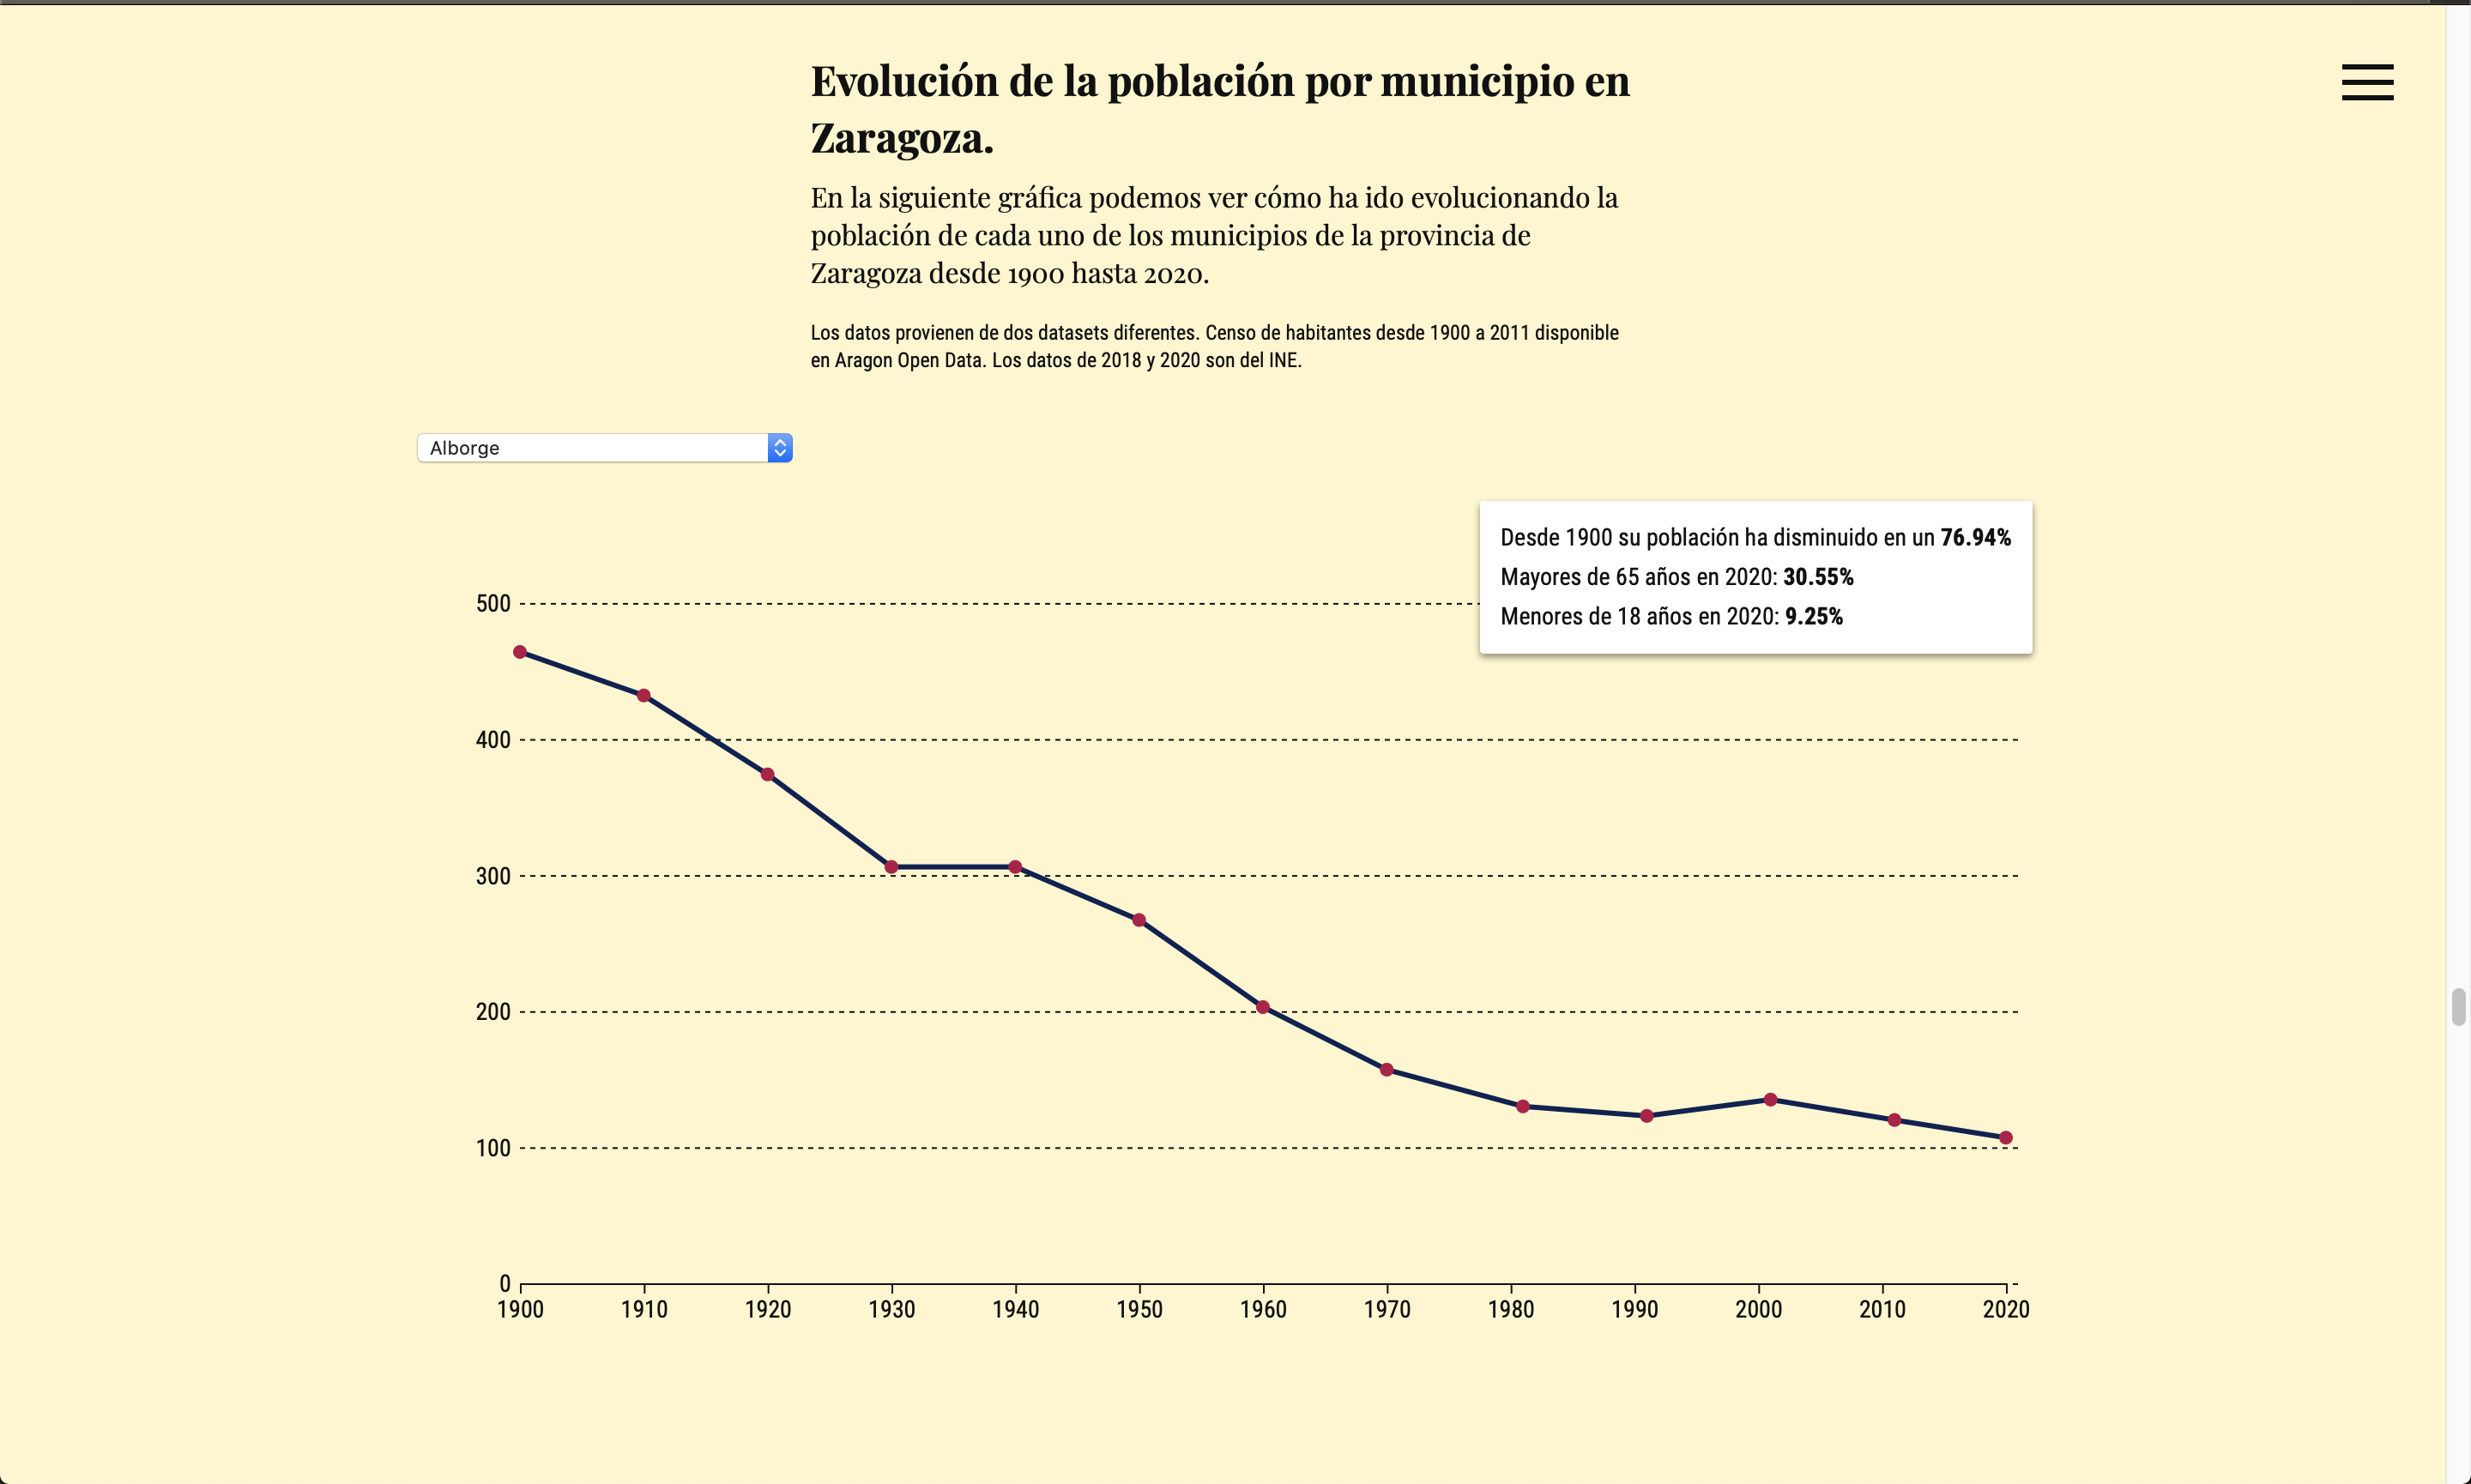 Evolución de la población por municipio en
Zaragoza.
En la siguiente gráfica podemos ver cómo ha ido evolucionando la
población de cada uno de los municipios de la provincia de
Zaragoza desde 1900 hasta 2020.
Los datos provienen de dos datasets diferentes. Censo de habitantes desde 1900 a 2011 disponible
en Aragon Open Data. Los datos de 2018 y 2020 son del INE.
Alborge
Desde 1900 su población ha disminuido en un 76.94%
Mayores de 65 años en 2020: 30.55%
Menores de 18 años en 2020: 9.25%
500
400
300
200
100
0
1900 1910 1920 1930 1940 1950 1960 1970 1980 1990 2000 2010 2020